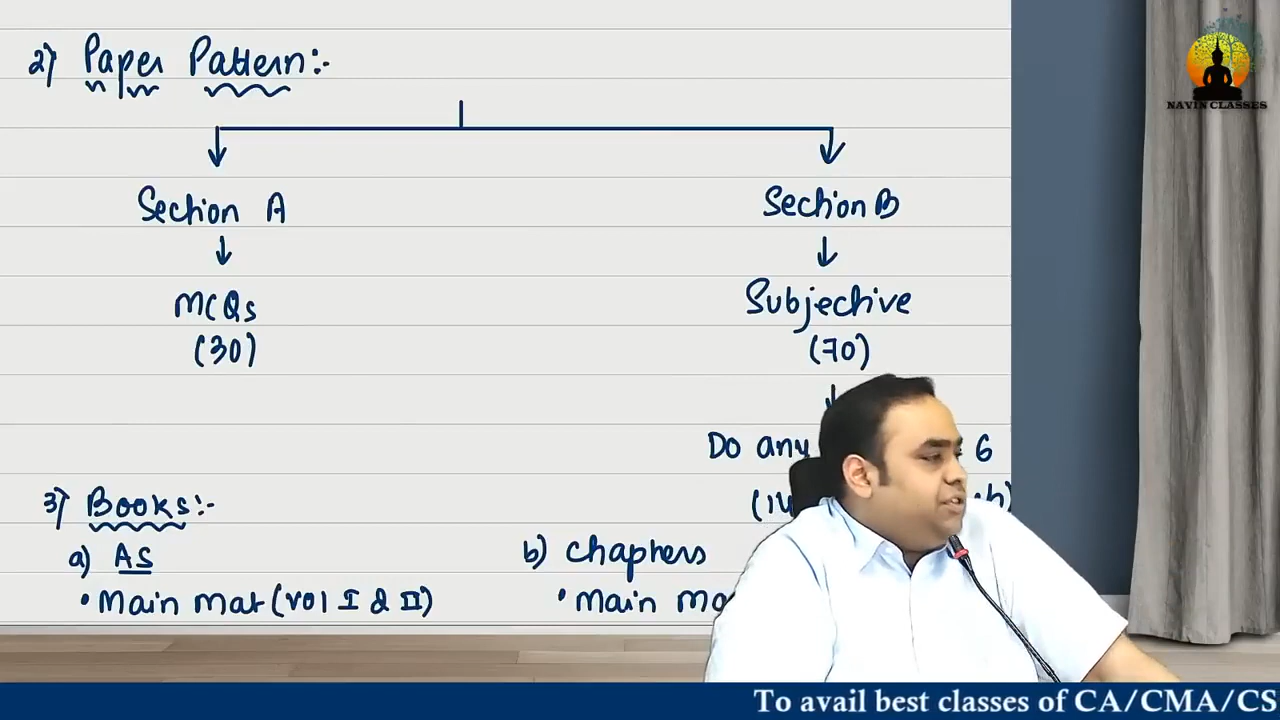 2) Paper Pattern:-
NAVIN CLASSES
Section A
Section B
MCQs
Subjective
(30)
(70)
Do any 6
3) Books:-
a) AS
b) Chapters
• Main mat (vol I & II)
• Main
To avail best classes of CA/CMA/CS